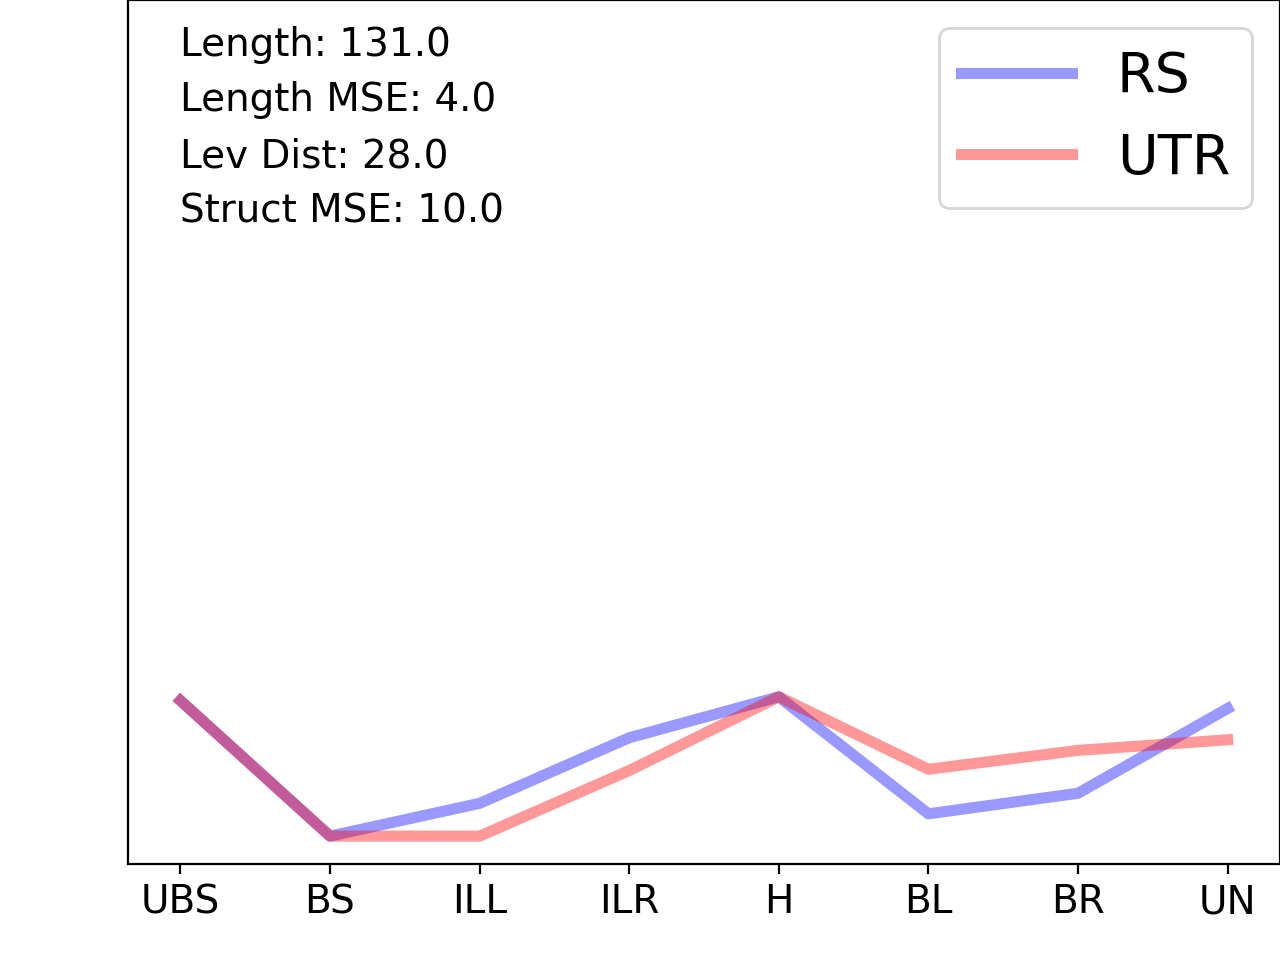 Length: 131.0
Length MSE: 4.0
Lev Dist: 28.0
Struct MSE: 10.0
RS
UTR
UBS BS ILL ILR H BL BR UN